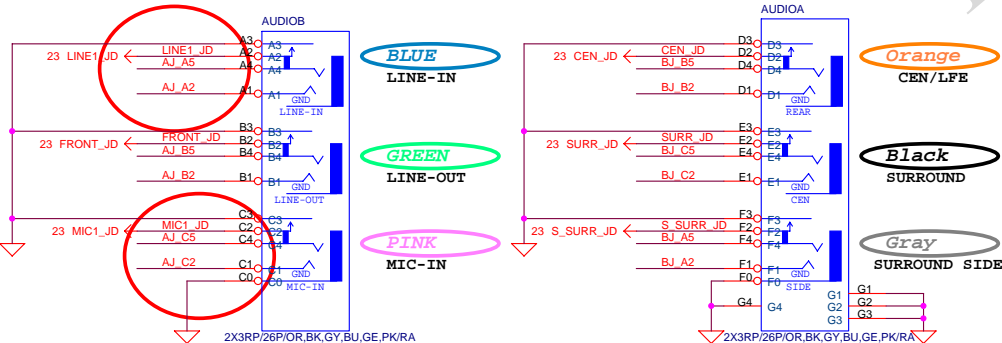 AUDIOB
A3 A3
23 LINE1_JD LINE1_JD A2 A2
AJ_A5 A4 A4
AJ_A2 A1 A1
GND
LINE-IN
BLUE
LINE-IN
B3 B3
23 FRONT_JD FRONT_JD B2 B2
AJ_B5 B4 B4
AJ_B2 B1 B1
GND
LINE-OUT
GREEN
LINE-OUT
C3 C3
23 MIC1_JD MIC1_JD C2 C2
AJ_C5 C4 C4
AJ_C2 C1 C1
GND
C0 C0
MIC-IN
PINK
MIC-IN
2X3RP/26P/OR,BK,GY,BU,GE,PK/RA
AUDIOA
D3 D3
23 CEN_JD CEN_JD D2 D2
BJ_B5 D4 D4
BJ_B2 D1 D1
GND
REAR
Orange
CEN/LFE
E3 E3
23 SURR_JD SURR_JD E2 E2
BJ_C5 E4 E4
BJ_C2 E1 E1
GND
CEN
Black
SURROUND
F3 F3
23 S_SURR_JD S_SURR_JD F2 F2
BJ_A5 F4 F4
BJ_A2 F1 F1
GND
F0 F0
SIDE
Gray
SURROUND SIDE
G4 G4
G1 G1
G2 G2
G3 G3
2X3RP/26P/OR,BK,GY,BU,GE,PK/RA